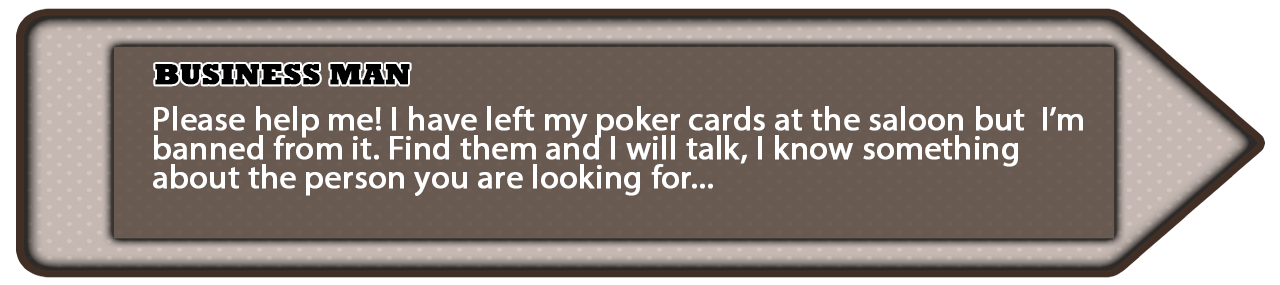 BUSINESS MAN
Please help me! I have left my poker cards at the saloon but  I'm
banned from it. Find them and I will talk, I know something
about the person you are looking for...